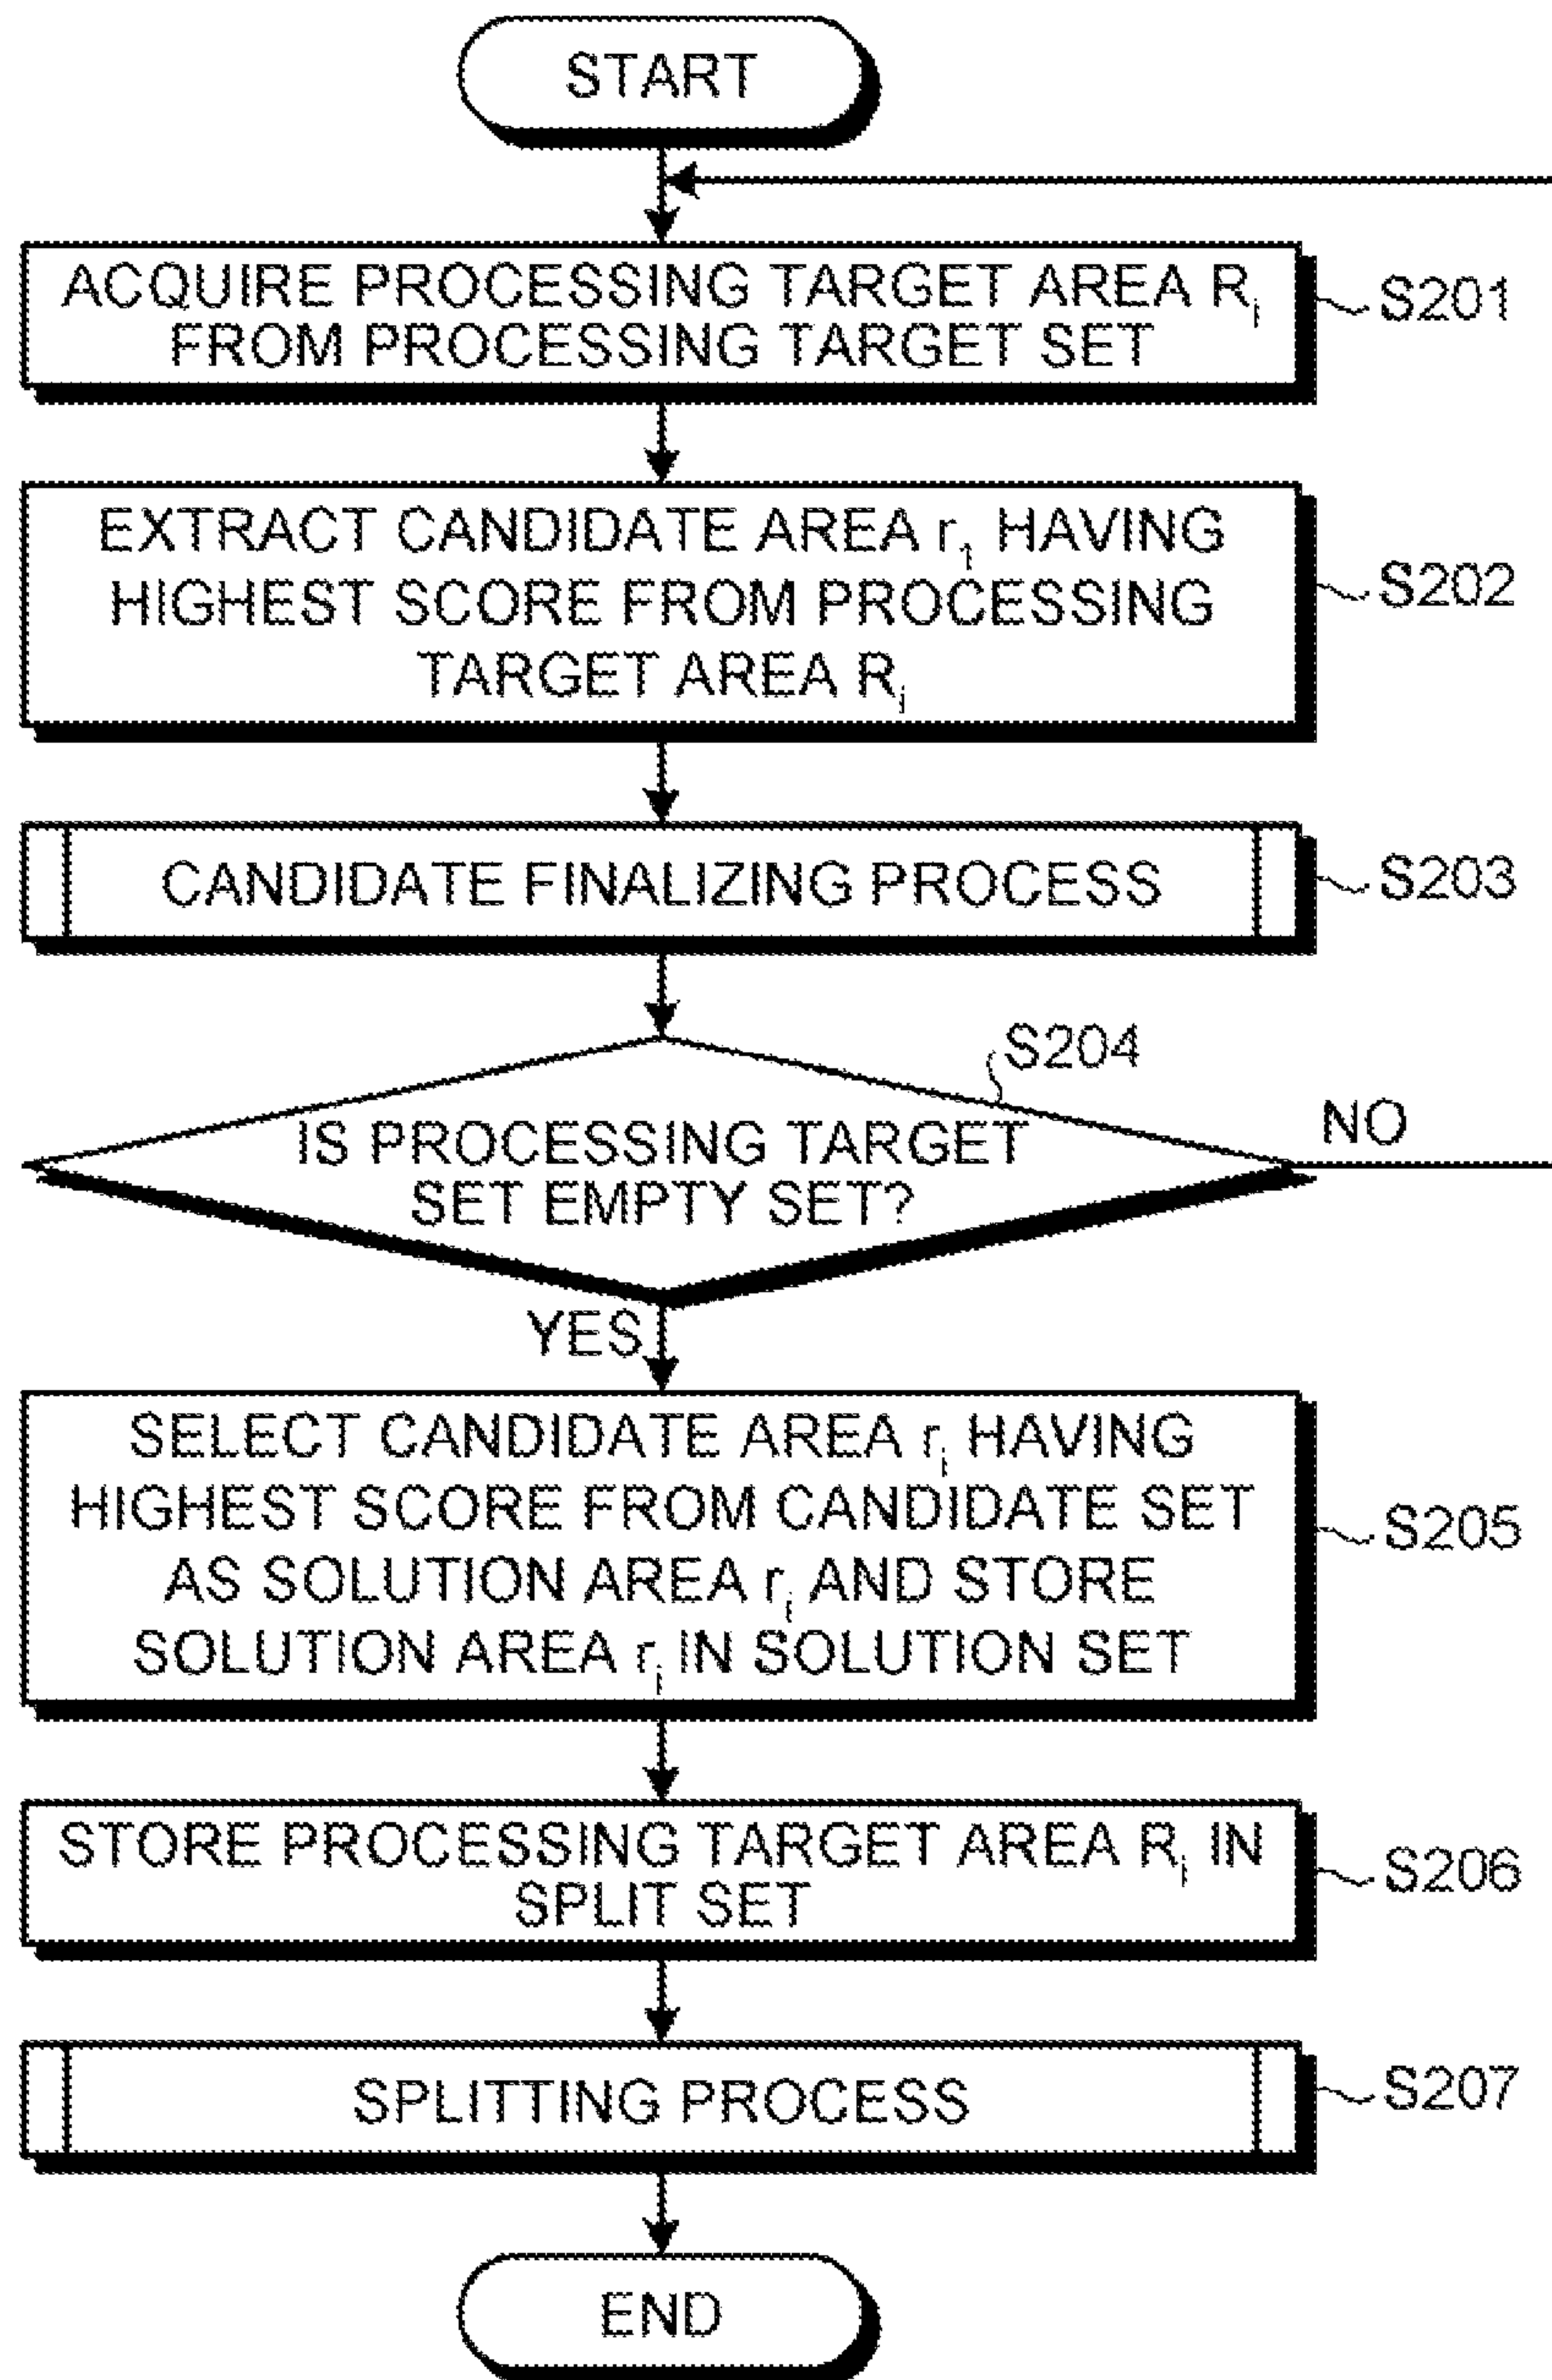 START
ACQUIRE PROCESSING TARGET AREA Ri
FROM PROCESSING TARGET SET
S201
EXTRACT CANDIDATE AREA r1 HAVING
HIGHEST SCORE FROM PROCESSING
TARGET AREA Ri
S202
CANDIDATE FINALIZING PROCESS
S203
S204
IS PROCESSING TARGET
SET EMPTY SET?
NO
YES
SELECT CANDIDATE AREA ri HAVING
HIGHEST SCORE FROM CANDIDATE SET
AS SOLUTION AREA ri AND STORE
SOLUTION AREA ri IN SOLUTION SET
S205
STORE PROCESSING TARGET AREA Ri IN
SPLIT SET
S206
SPLITTING PROCESS
S207
END